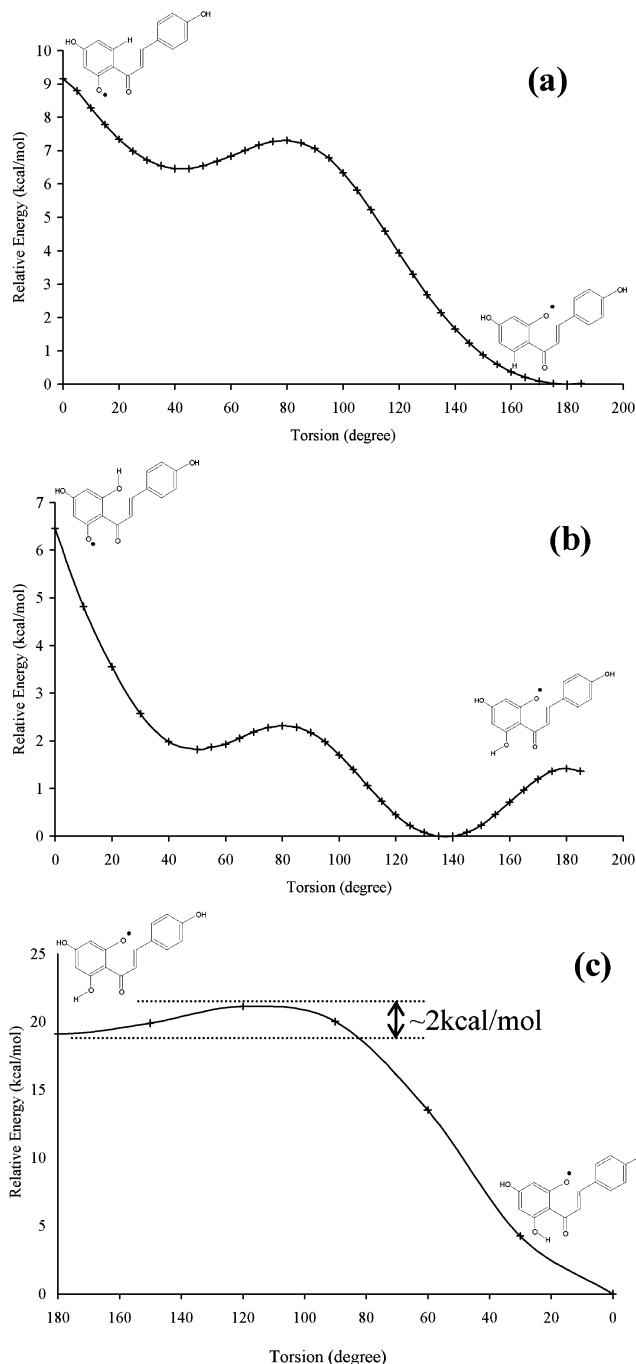 OH
HO
H
O
O
(a)
10
9
8
7
6
5
4
3
2
1
0
Relative Energy (kcal/mol)
OH
HO
O
H
O
0 20 40 60 80 100 120 140 160 180 200
Torsion (degree)
H
OH
HO
O
O
O
(b)
7
6
5
4
3
2
1
0
Relative Energy (kcal/mol)
OH
HO
O
H
O
O
0 20 40 60 80 100 120 140 160 180 200
Torsion (degree)
OH
HO
O
H
O
O
(c)
25
20
15
10
5
0
Relative Energy (kcal/mol)
~2kcal/mol
HO
O
O
H
O
180 160 140 120 100 80 60 40 20 0
Torsion (degree)